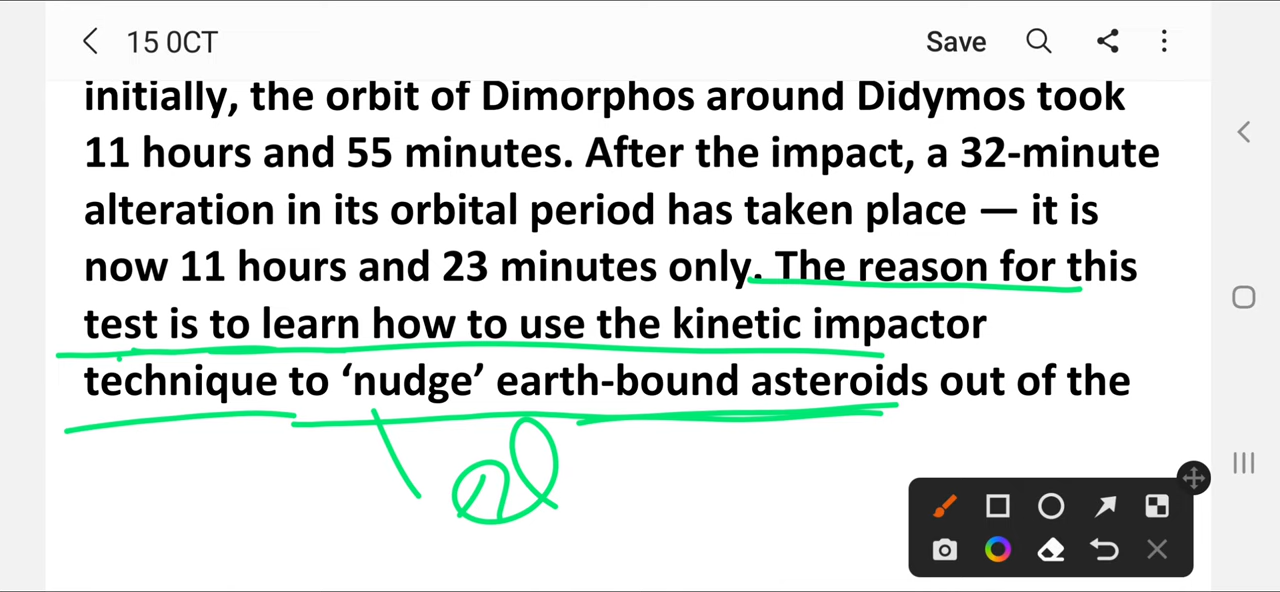 15 0CT
Save
initially, the orbit of Dimorphos around Didymos took
11 hours and 55 minutes. After the impact, a 32-minute
alteration in its orbital period has taken place — it is
now 11 hours and 23 minutes only. The reason for this
test is to learn how to use the kinetic impactor
technique to ‘nudge’ earth-bound asteroids out of the